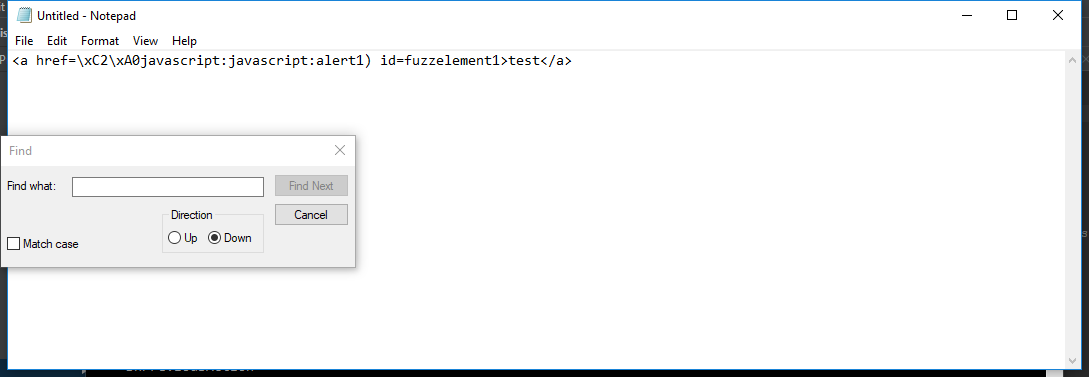 Untitled - Notepad
File Edit Format View Help
<a href=\xC2\xA0javascript:javascript:alert1) id=fuzzelement1>test</a>
Find
Find what:
Find Next
Direction
Cancel
Up Down
Match case